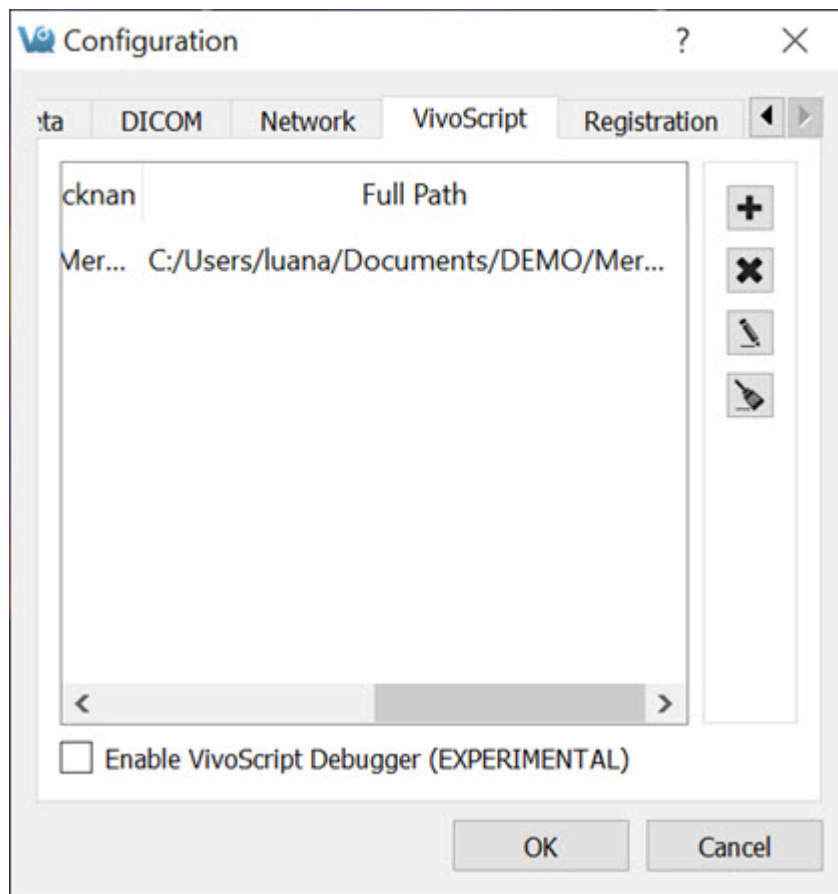 Configuration
?
ta DICOM Network VivoScript Registration
cknan Full Path
Mer... C:/Users/luana/Documents/DEMO/Mer...
Enable VivoScript Debugger (EXPERIMENTAL)
OK Cancel